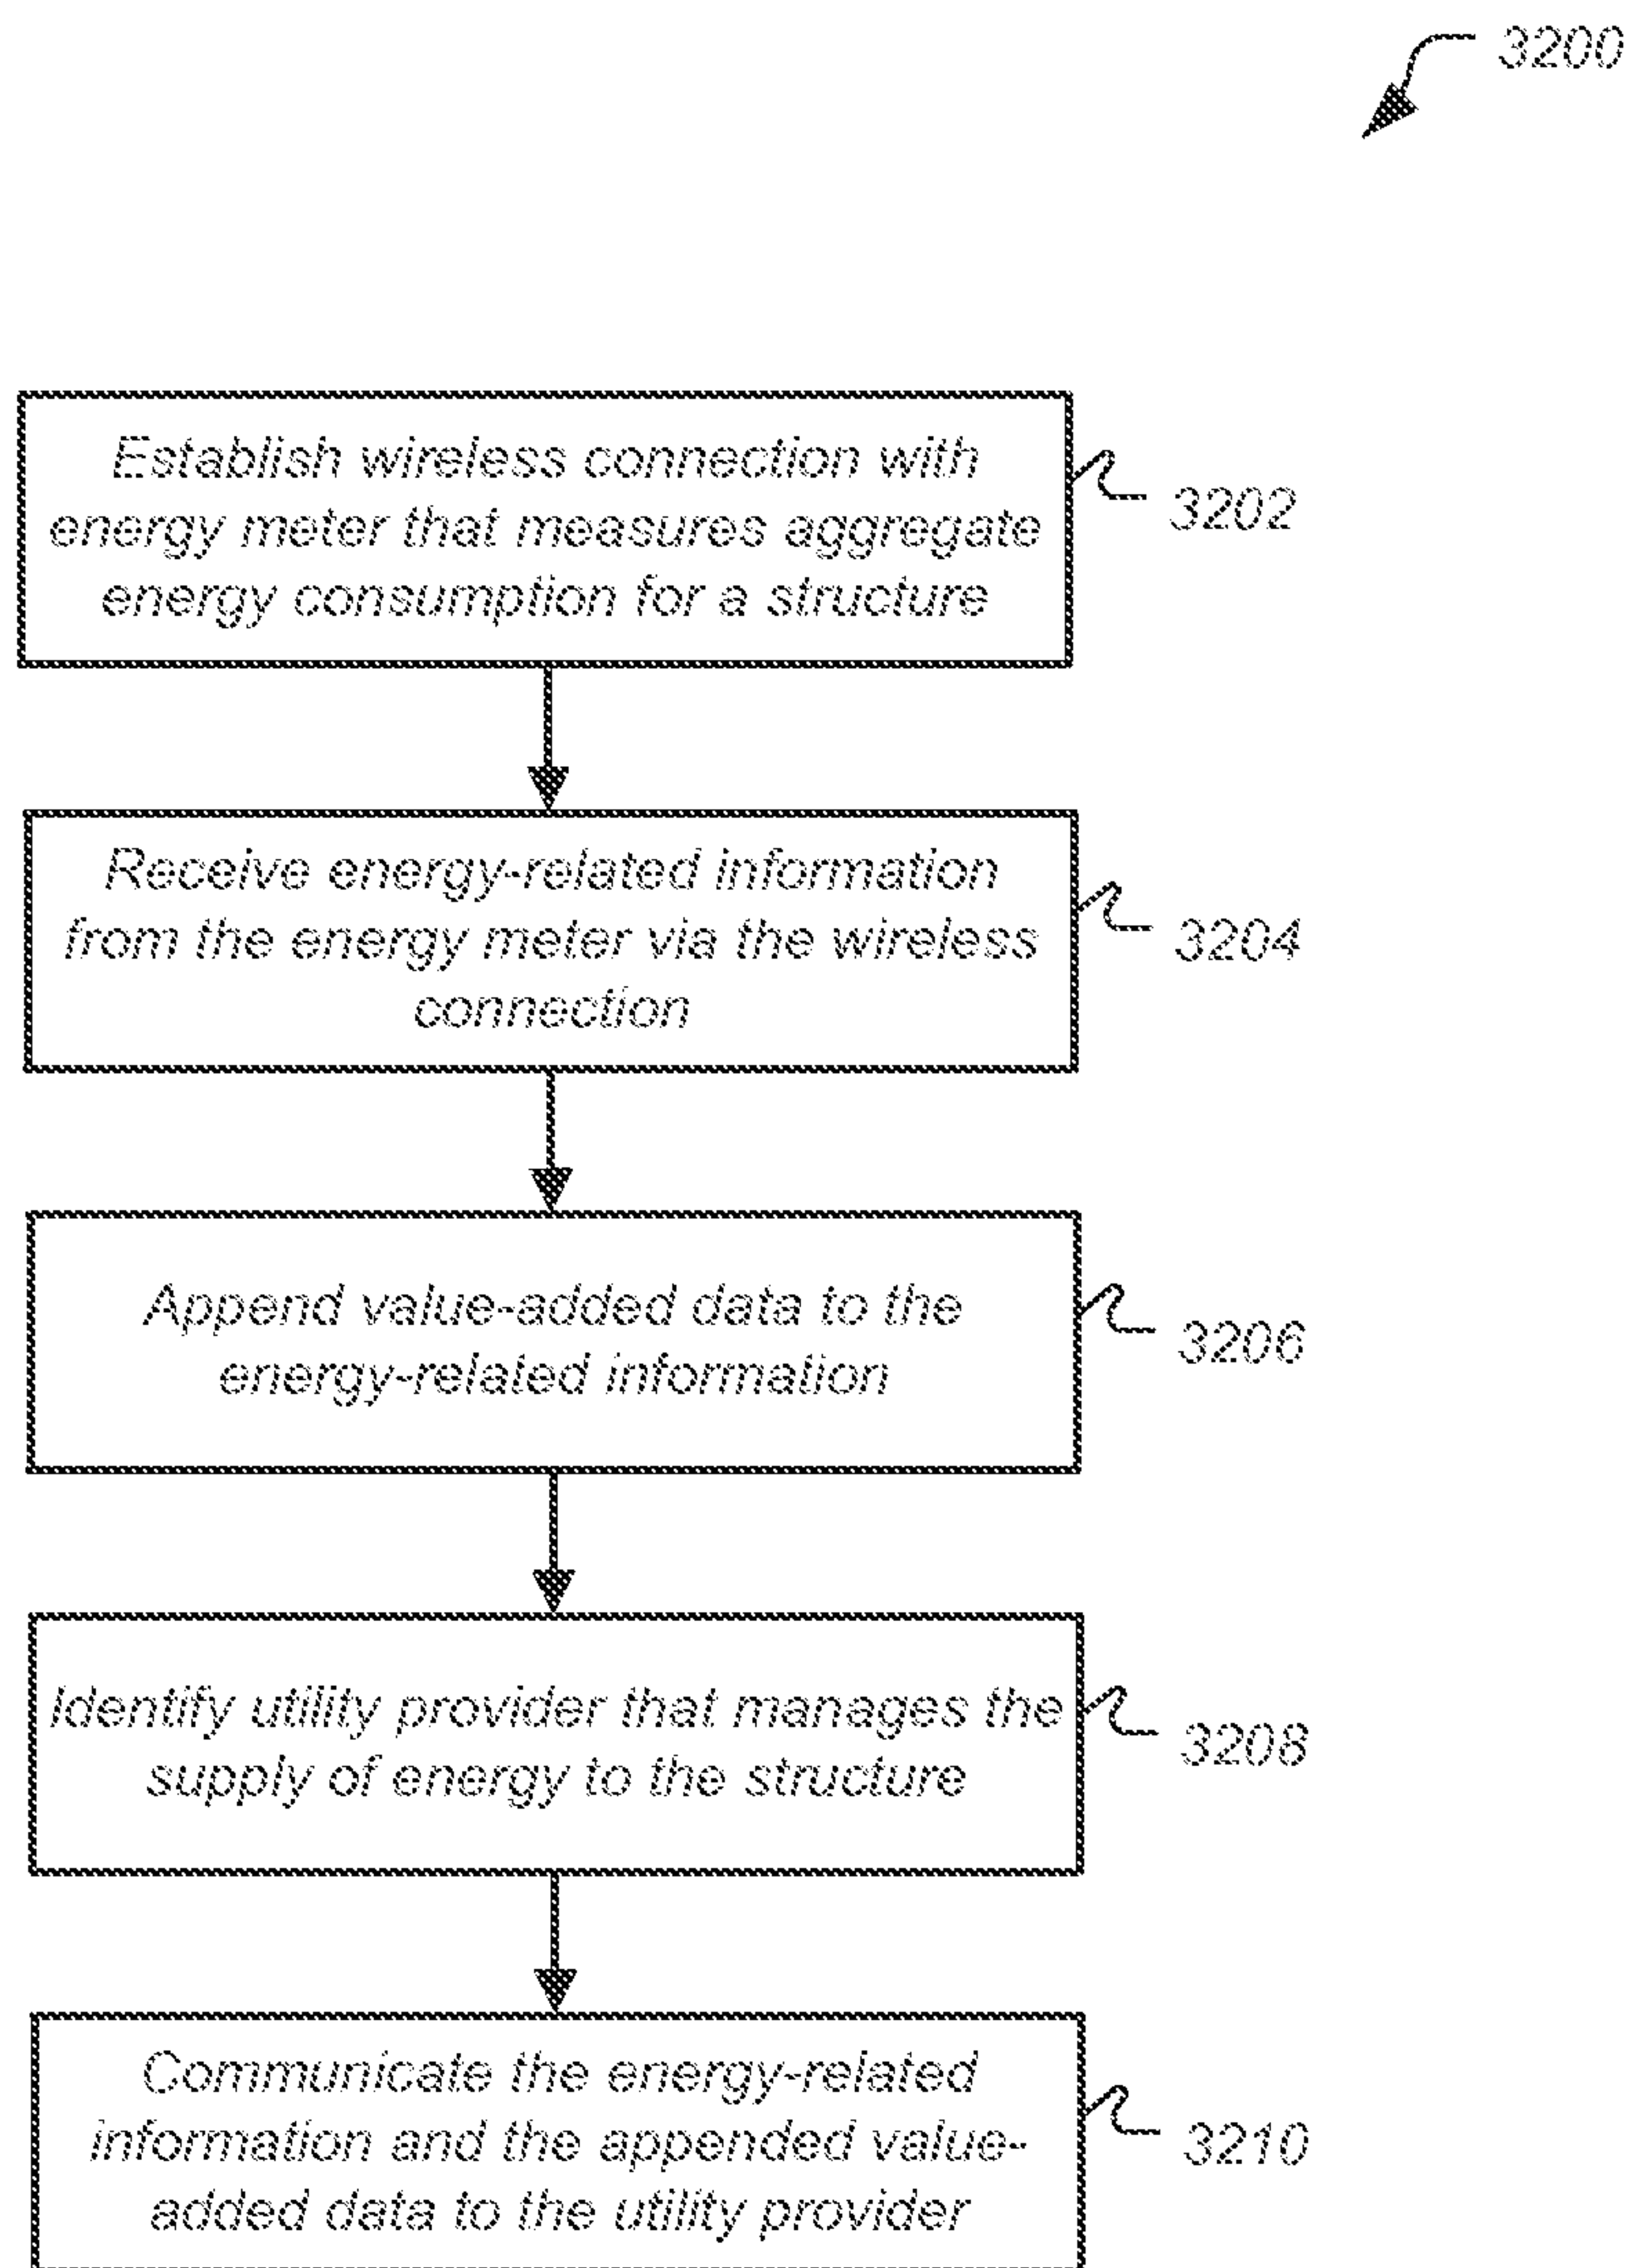 3200
Establish wireless connection with
energy meter that measures aggregate
energy consumption for a structure
3202
Receive energy-related information
from the energy meter via the wireless
connection
3204
Append value-added data to the
energy-related information
3206
Identify utility provider that manages the
supply of energy to the structure
3208
Communicate the energy-related
information and the appended value-
added data to the utility provider
3210